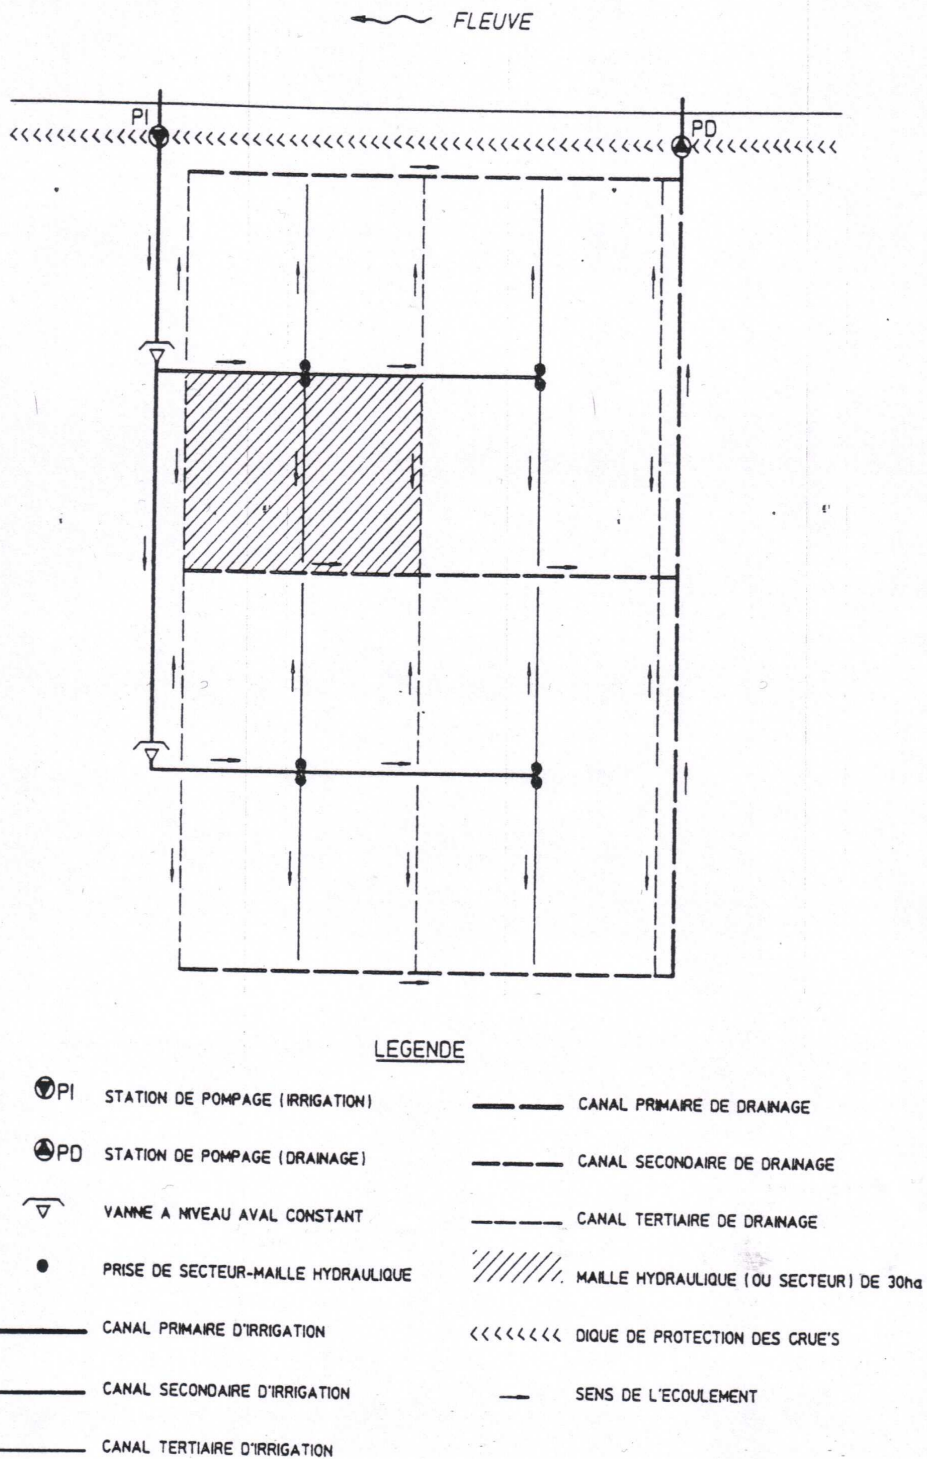 FLEUVE
PI
PD
LEGENDE
PI STATION DE POMPAGE (IRRIGATION)
PD STATION DE POMPAGE (DRAINAGE)
VANNE A NIVEAU AVAL CONSTANT
PRISE DE SECTEUR-MAILLE HYDRAULIQUE
CANAL PRIMAIRE D'IRRIGATION
CANAL SECONDAIRE D'IRRIGATION
CANAL TERTIAIRE D'IRRIGATION
CANAL PRIMAIRE DE DRAINAGE
CANAL SECONDAIRE DE DRAINAGE
CANAL TERTIAIRE DE DRAINAGE
MAILLE HYDRAULIQUE (OU SECTEUR) DE 30ha
DIQUE DE PROTECTION DES CRUE'S
SENS DE L'ECOULEMENT